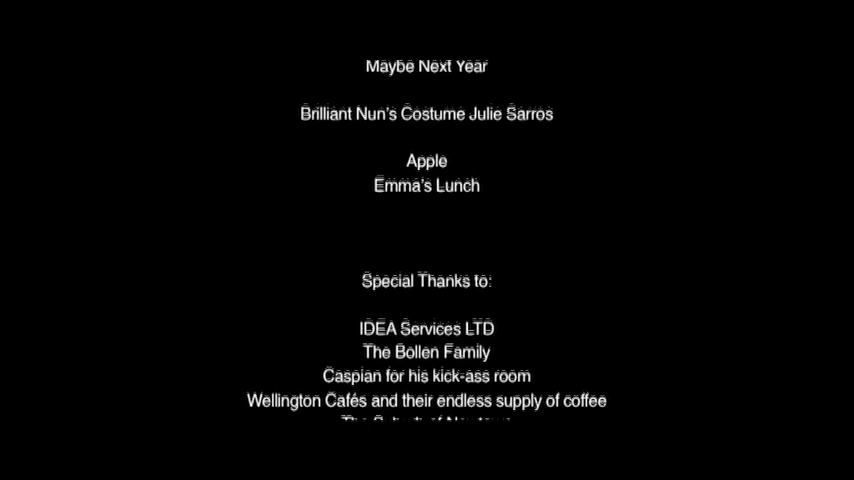 Maybe Next Year
Brilliant Nun's Costume Julie Sarros
Apple
Emma's Lunch
Special Thanks to:
IDEA Services LTD
The Bollen Family
Caspian for his kick-ass room
Wellington Cafés and their endless supply of coffee
The